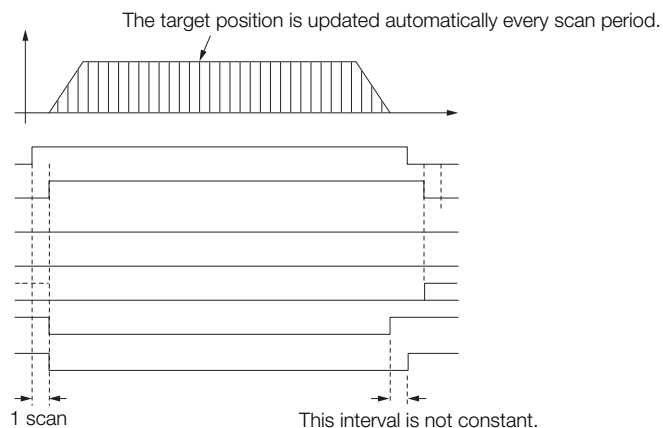 The target position is updated automatically every scan period.
1 scan
This interval is not constant.